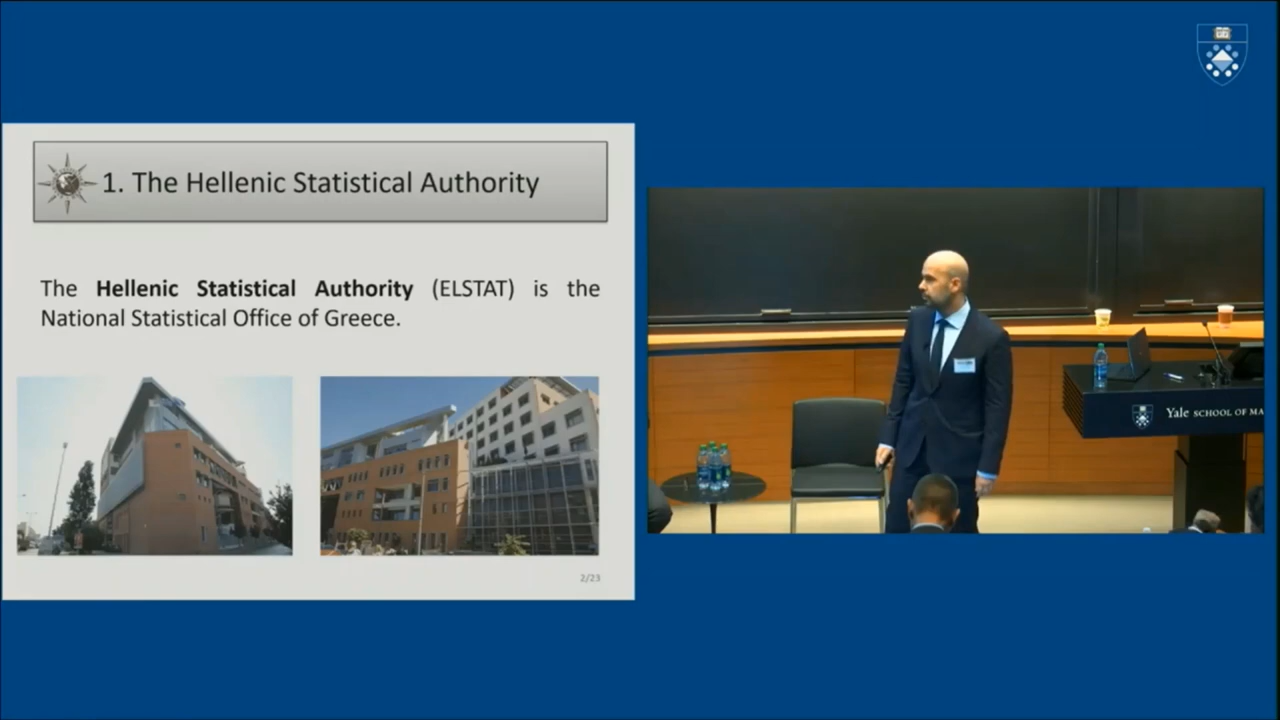 1. The Hellenic Statistical Authority
The Hellenic Statistical Authority (ELSTAT) is the
National Statistical Office of Greece.
2/23
Yale SCHOOL OF MA